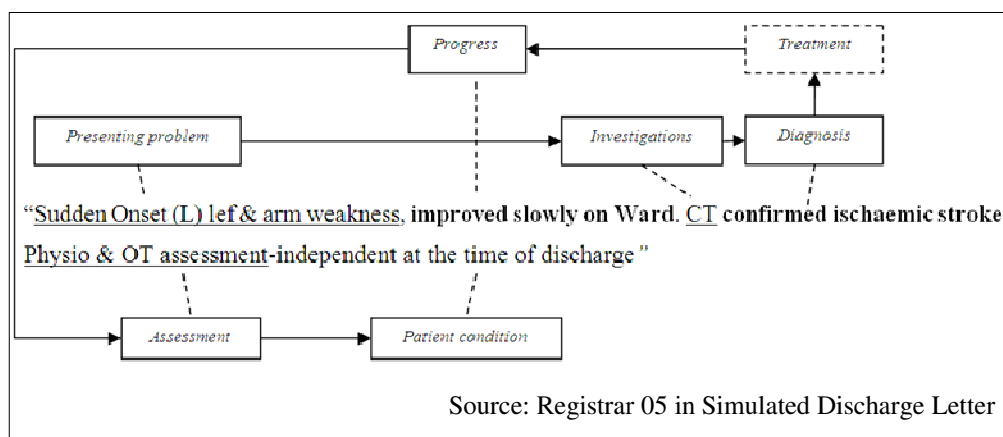 Progress
Treatment
Presenting problem
Investigations
Diagnosis
“Sudden Onset (L) lef & arm weakness, improved slowly on Ward. CT confirmed ischaemic stroke
Physio & OT assessment-independent at the time of discharge”
Assessment
Patient condition
Source: Registrar 05 in Simulated Discharge Letter